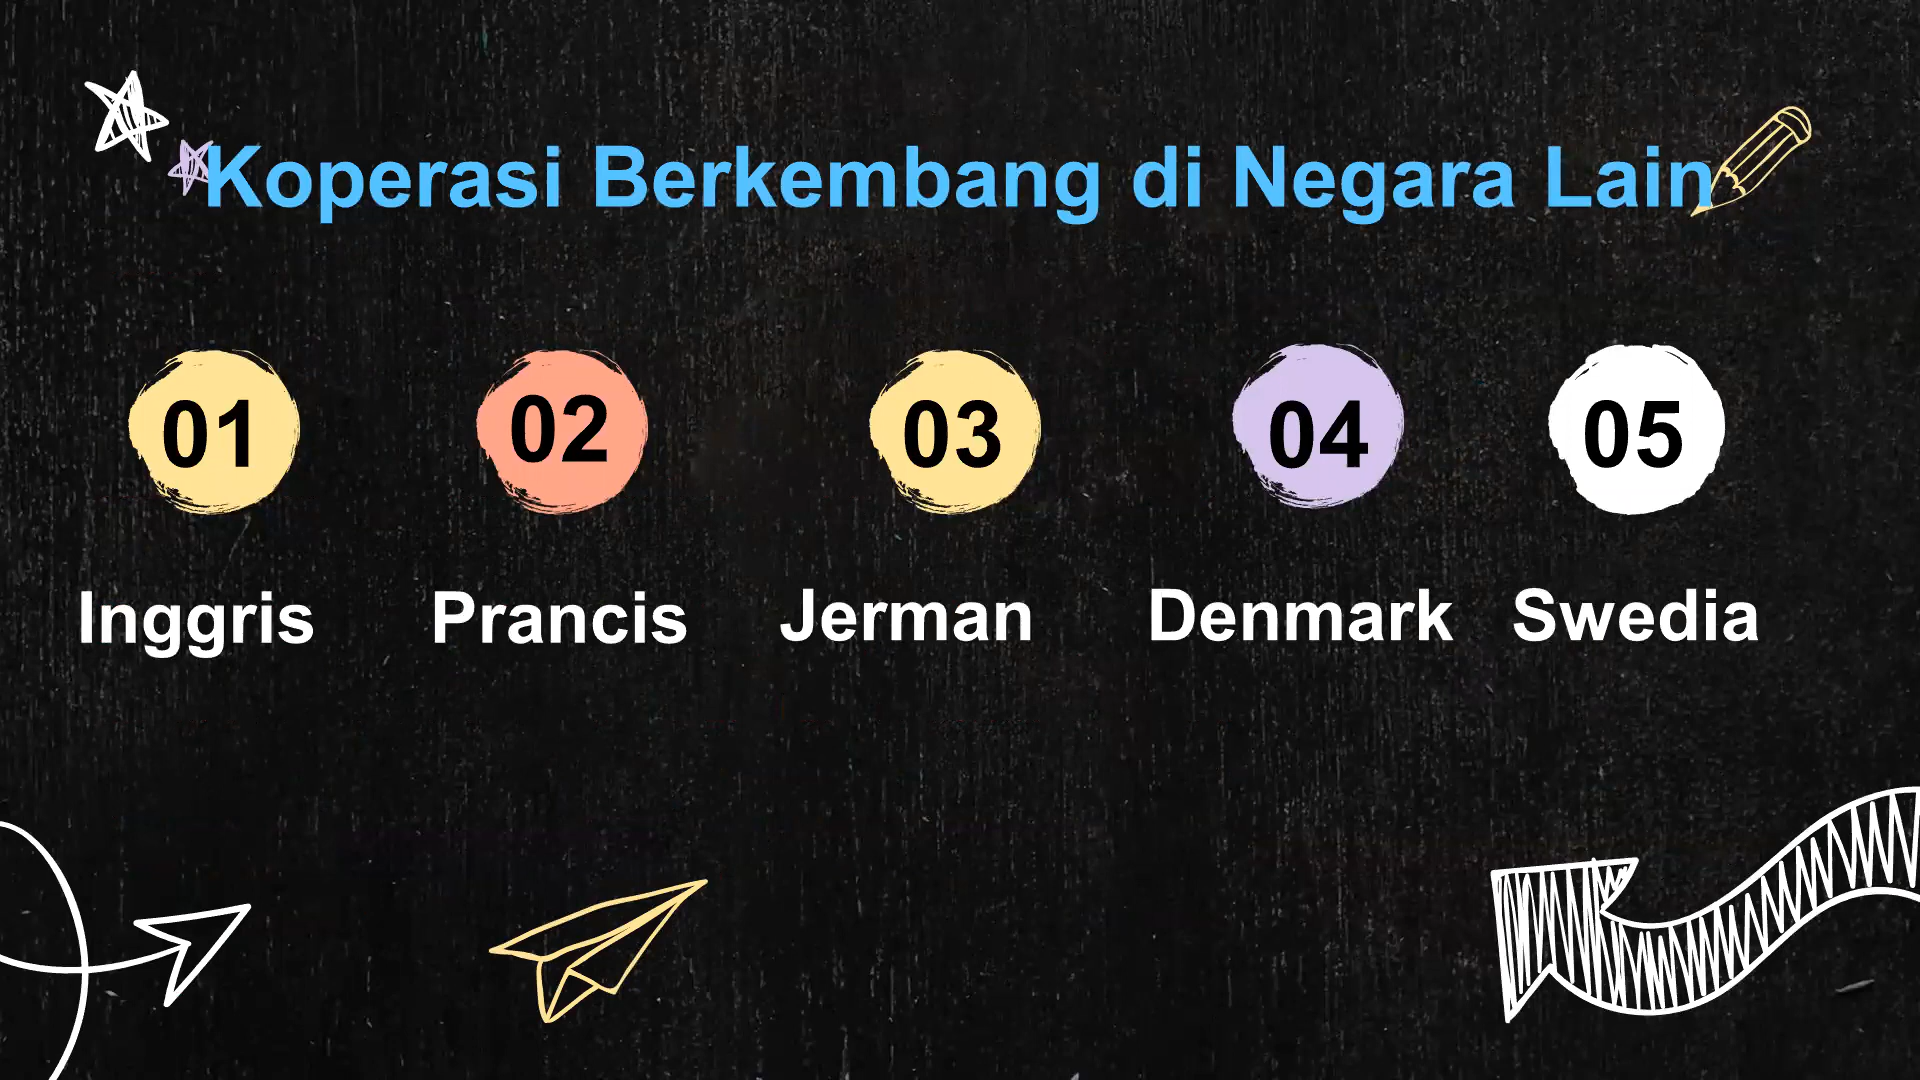 Koperasi Berkembang di Negara Lain
01 02 03 04 05
Inggris Prancis Jerman Denmark Swedia